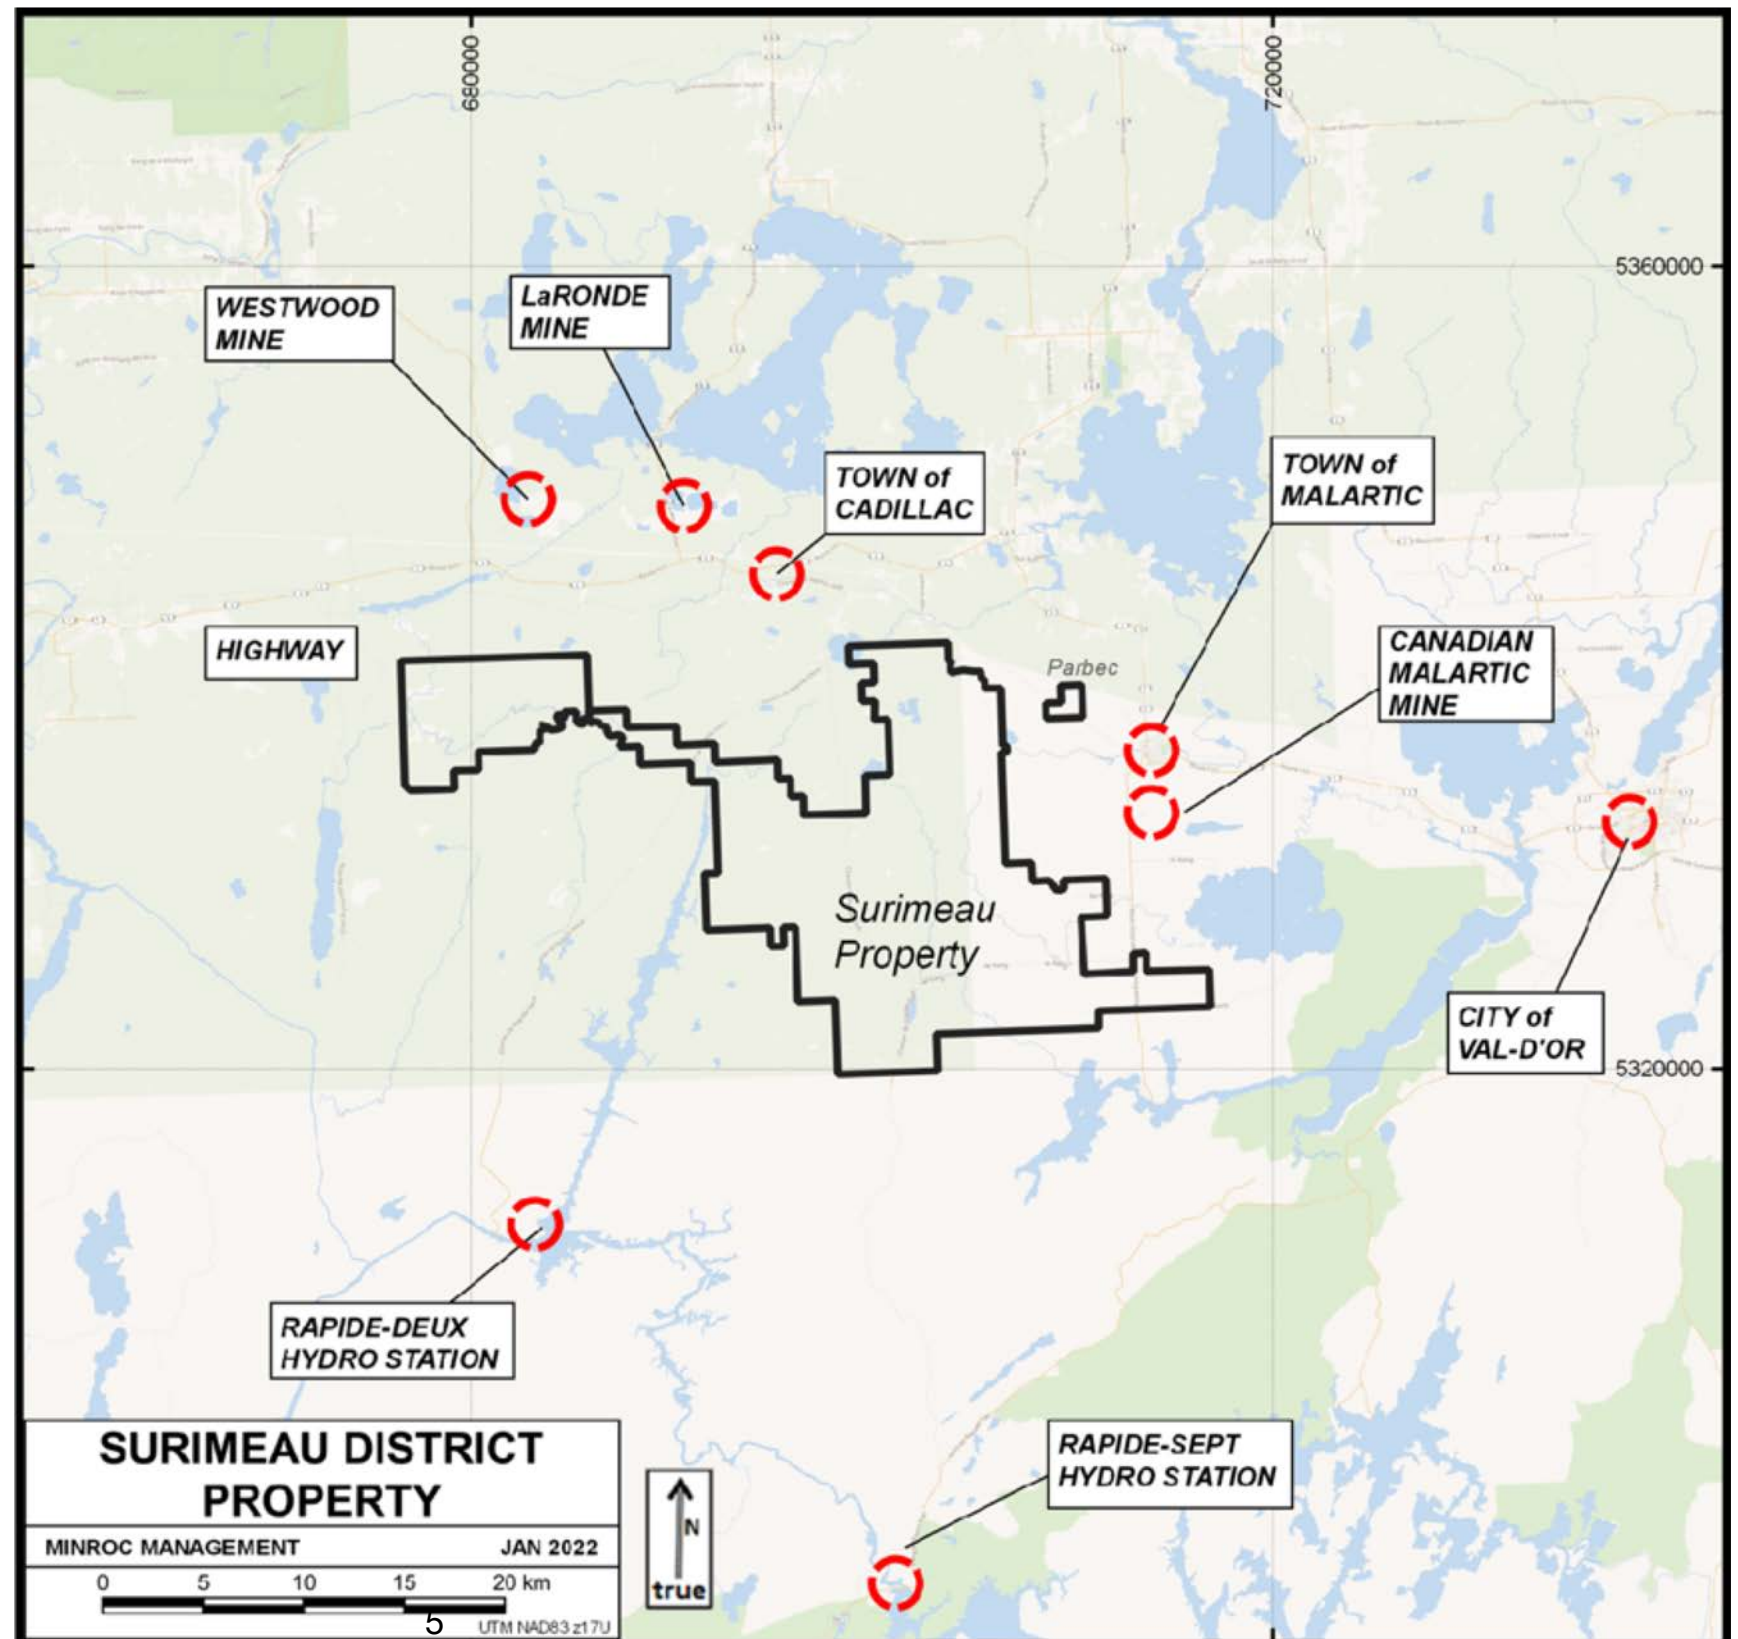 680000
720000
5360000
WESTWOOD
MINE
LaRONDE
MINE
TOWN of
CADILLAC
TOWN of
MALARTIC
HIGHWAY
CANADIAN
MALARTIC
MINE
Parbec
Surimeau
Property
CITY of
VAL-D'OR
5320000
RAPIDE-DEUX
HYDRO STATION
RAPIDE-SEPT
HYDRO STATION
SURIMEAU DISTRICT
PROPERTY
MINROC MANAGEMENT JAN 2022
0 5 10 15 20 km
5
UTM NAD83 z17U
N
true